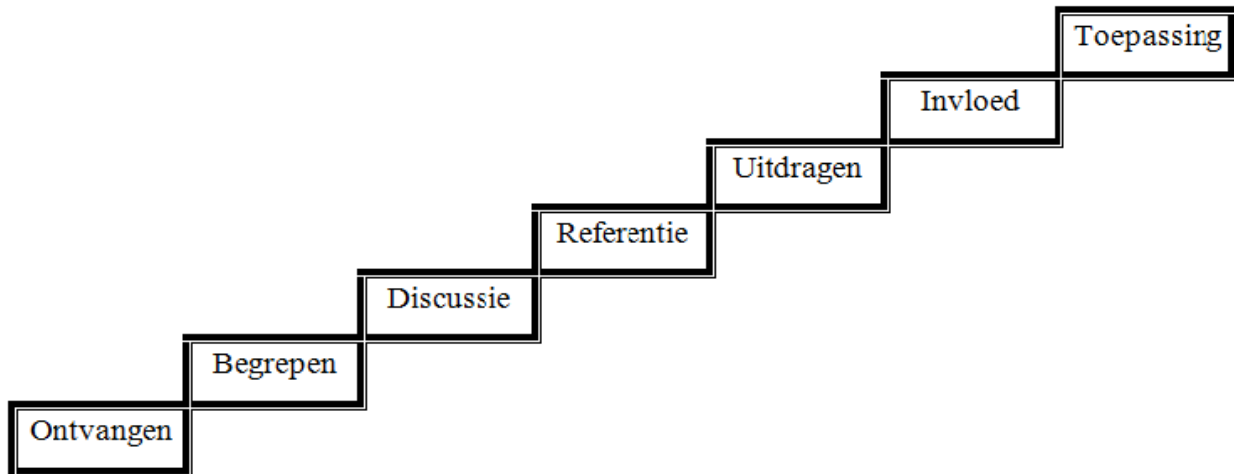 Toepassing
Invloed
Uitdragen
Referentie
Discussie
Begrepen
Ontvangen